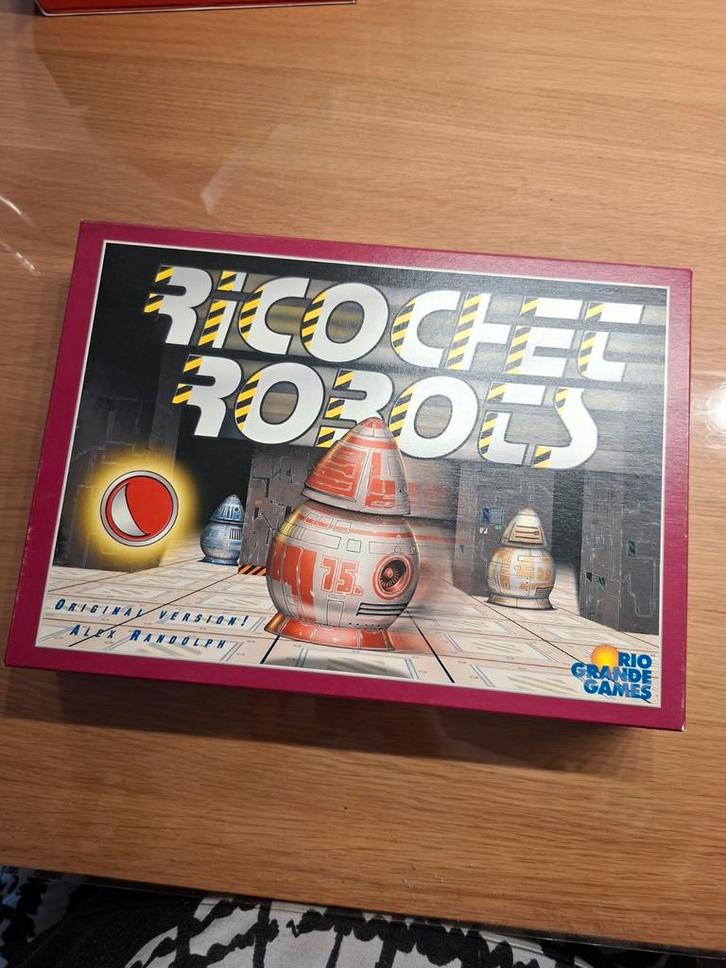 RICOCHET
ROBOTS
75.
ORIGINAL VERSION!
ALEX RANDOLPH
RIO
GRANDE
GAMES